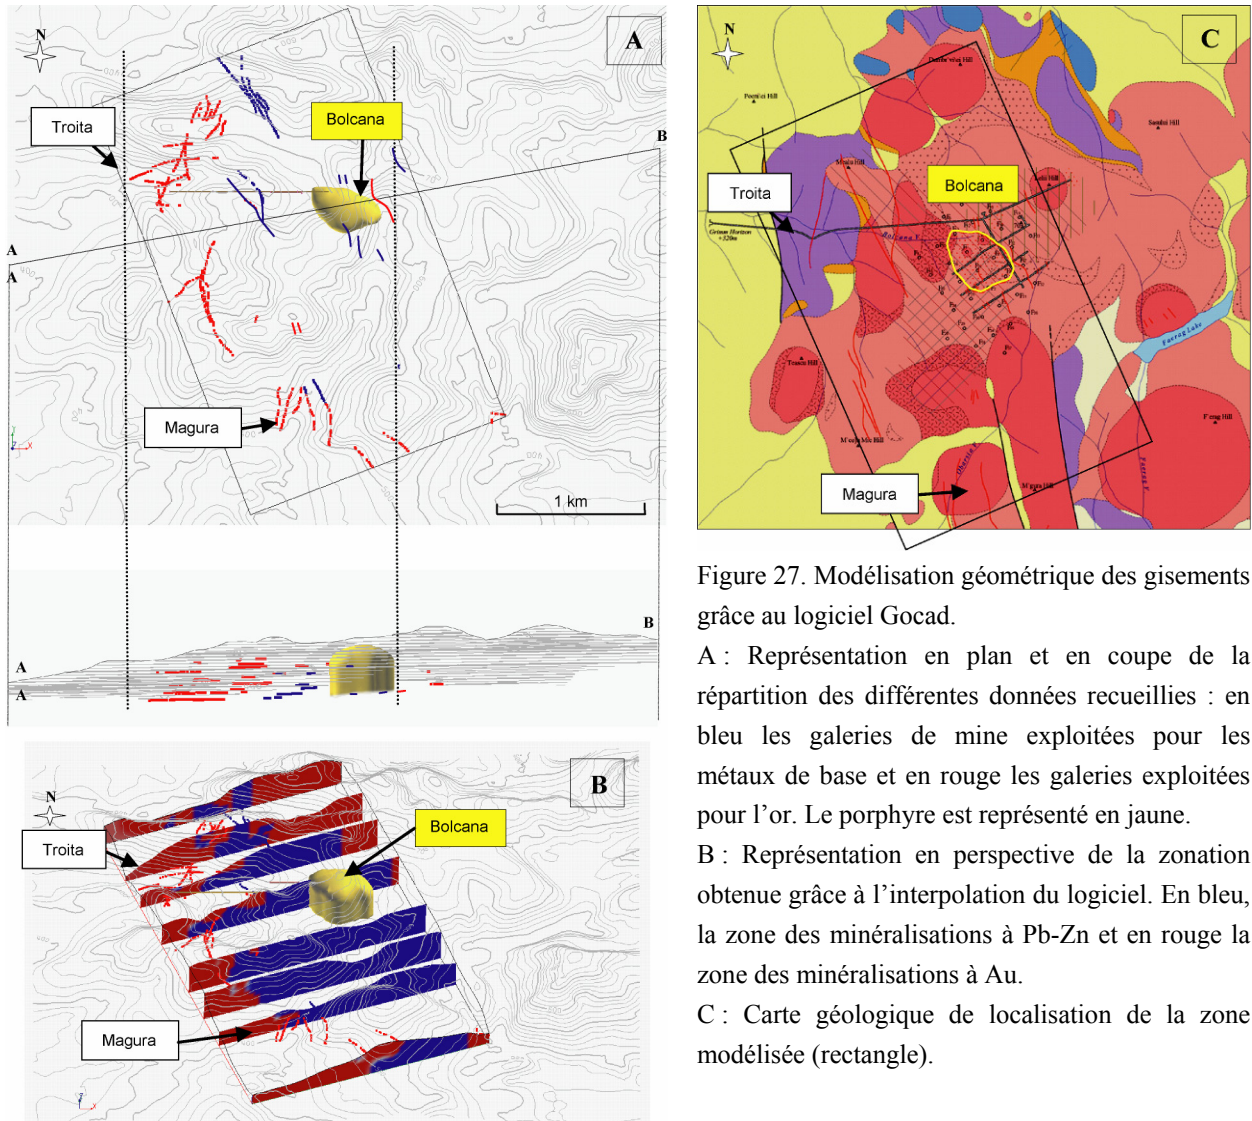 N
A
Troita
Bolcana
B
A
A
Magura
1 km
B
A
A
N
B
Troita
Bolcana
Magura
N
C
Troita
Bolcana
Magura
Figure 27. Modélisation géométrique des gisements
grâce au logiciel Gocad.
A : Représentation en plan et en coupe de la
répartition des différentes données recueillies : en
bleu les galeries de mine exploitées pour les
métaux de base et en rouge les galeries exploitées
pour l’or. Le porphyre est représenté en jaune.
B : Représentation en perspective de la zonation
obtenue grâce à l’interpolation du logiciel. En bleu,
la zone des minéralisations à Pb-Zn et en rouge la
zone des minéralisations à Au.
C : Carte géologique de localisation de la zone
modélisée (rectangle).